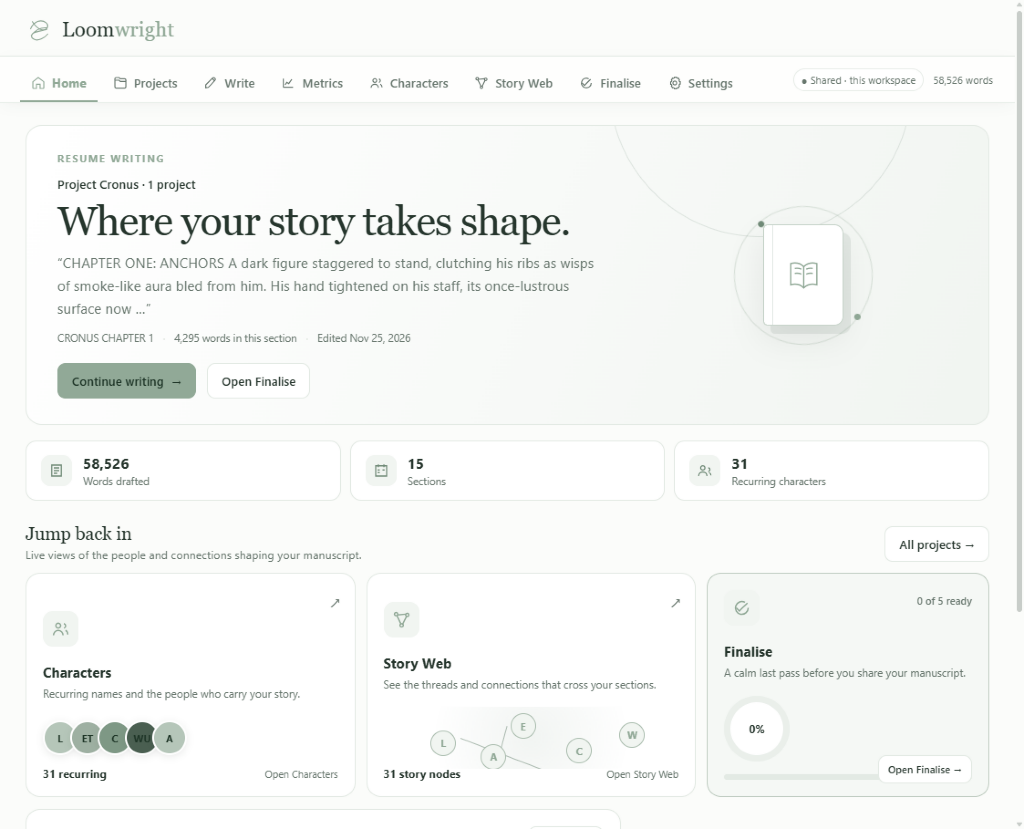 Loomwright
Home
Projects
Write
Metrics
Characters
Story Web
Finalise
Settings
Shared · this workspace
58,526 words
RESUME WRITING
Project Cronus · 1 project
Where your story takes shape.
“CHAPTER ONE: ANCHORS A dark figure staggered to stand, clutching his ribs as wisps
of smoke-like aura bled from him. His hand tightened on his staff, its once-lustrous
surface now ...”
CRONUS CHAPTER 1 · 4,295 words in this section · Edited Nov 25, 2026
Continue writing →
Open Finalise
58,526
Words drafted
15
Sections
31
Recurring characters
Jump back in
Live views of the people and connections shaping your manuscript.
All projects →
↗
Characters
Recurring names and the people who carry your story.
L ET C WU A
31 recurring
Open Characters
↗
Story Web
See the threads and connections that cross your sections.
L A E C W
31 story nodes
Open Story Web
0 of 5 ready
Finalise
A calm last pass before you share your manuscript.
0%
Open Finalise →